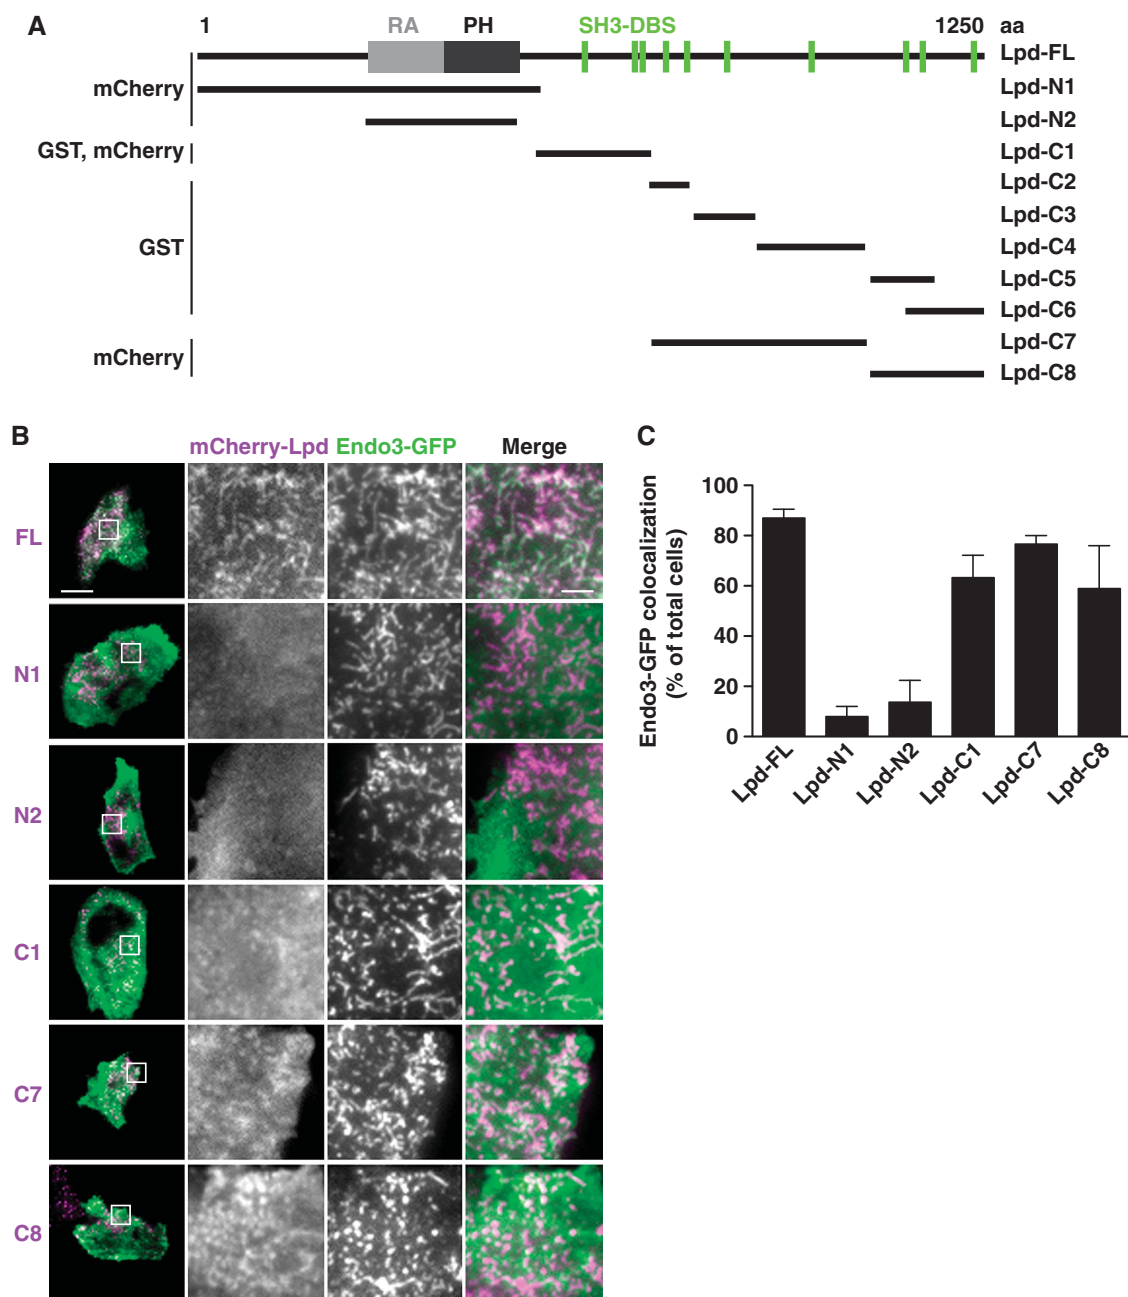 A
1 RA PH SH3-DBS 1250 aa
Lpd-FL
mCherry Lpd-N1
Lpd-N2
GST, mCherry Lpd-C1
Lpd-C2
Lpd-C3
GST Lpd-C4
Lpd-C5
Lpd-C6
mCherry Lpd-C7
Lpd-C8
B
mCherry-Lpd Endo3-GFP Merge
FL
N1
N2
C1
C7
C8
C
Endo3-GFP colocalization
(% of total cells)
100
80
60
40
20
0
Lpd-FL
Lpd-N1
Lpd-N2
Lpd-C1
Lpd-C7
Lpd-C8